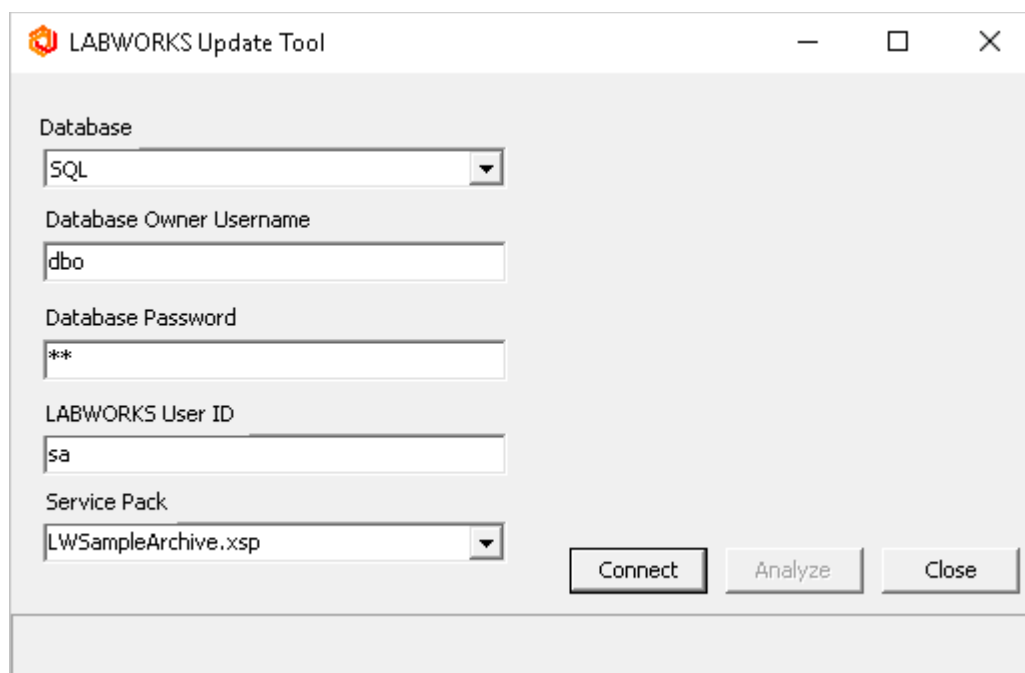 LABWORKS Update Tool
Database
SQL
Database Owner Username
dbo
Database Password
**
LABWORKS User ID
sa
Service Pack
LWSampleArchive.xsp
Connect Analyze Close